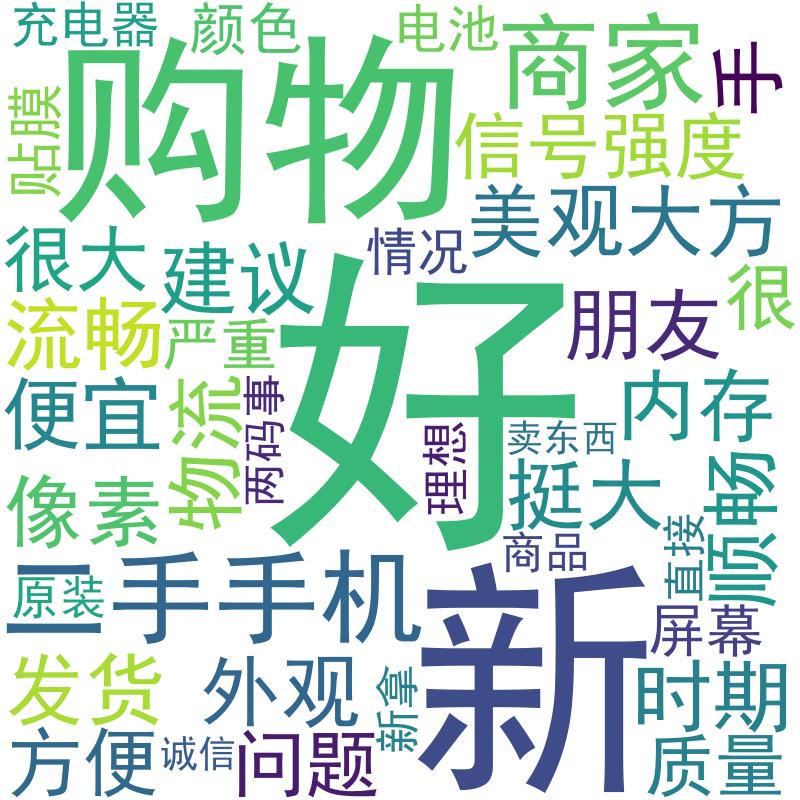 充电器
颜色
电池
商家
手
购物
贴膜
信号强度
美观大方
很大
建议
情况
好
朋友
很
流畅
严重
便宜
物流
两码事
理想
卖东西
内存
像素
挺大
顺畅
商品
直接
二手手机
原装
新
屏幕
发货
外观
新拿
时期
方便
诚信
问题
质量